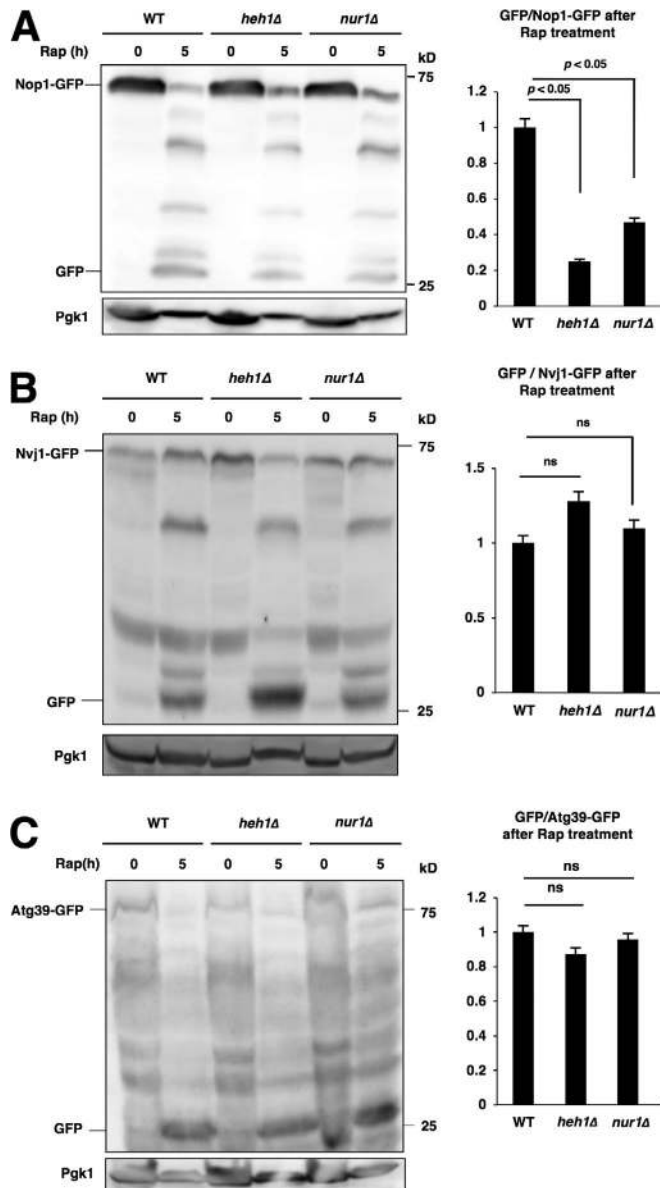 A
WT heh1Δ nur1Δ
Rap (h) 0 5 0 5 0 5 kD
Nop1-GFP 75
GFP 25
Pgk1
GFP/Nop1-GFP after
Rap treatment
p < 0.05
p < 0.05
1.2
1
0.8
0.6
0.4
0.2
0
WT heh1Δ nur1Δ
B
WT heh1Δ nur1Δ
Rap (h) 0 5 0 5 0 5 kD
Nvj1-GFP 75
GFP 25
Pgk1
GFP / Nvj1-GFP after
Rap treatment
ns
ns
1.5
1
0.5
0
WT heh1Δ nur1Δ
C
WT heh1Δ nur1Δ
Rap(h) 0 5 0 5 0 5 kD
Atg39-GFP 75
GFP 25
Pgk1
GFP/Atg39-GFP
after Rap treatment
ns
ns
1.2
1
0.8
0.6
0.4
0.2
0
WT heh1Δ nur1Δ